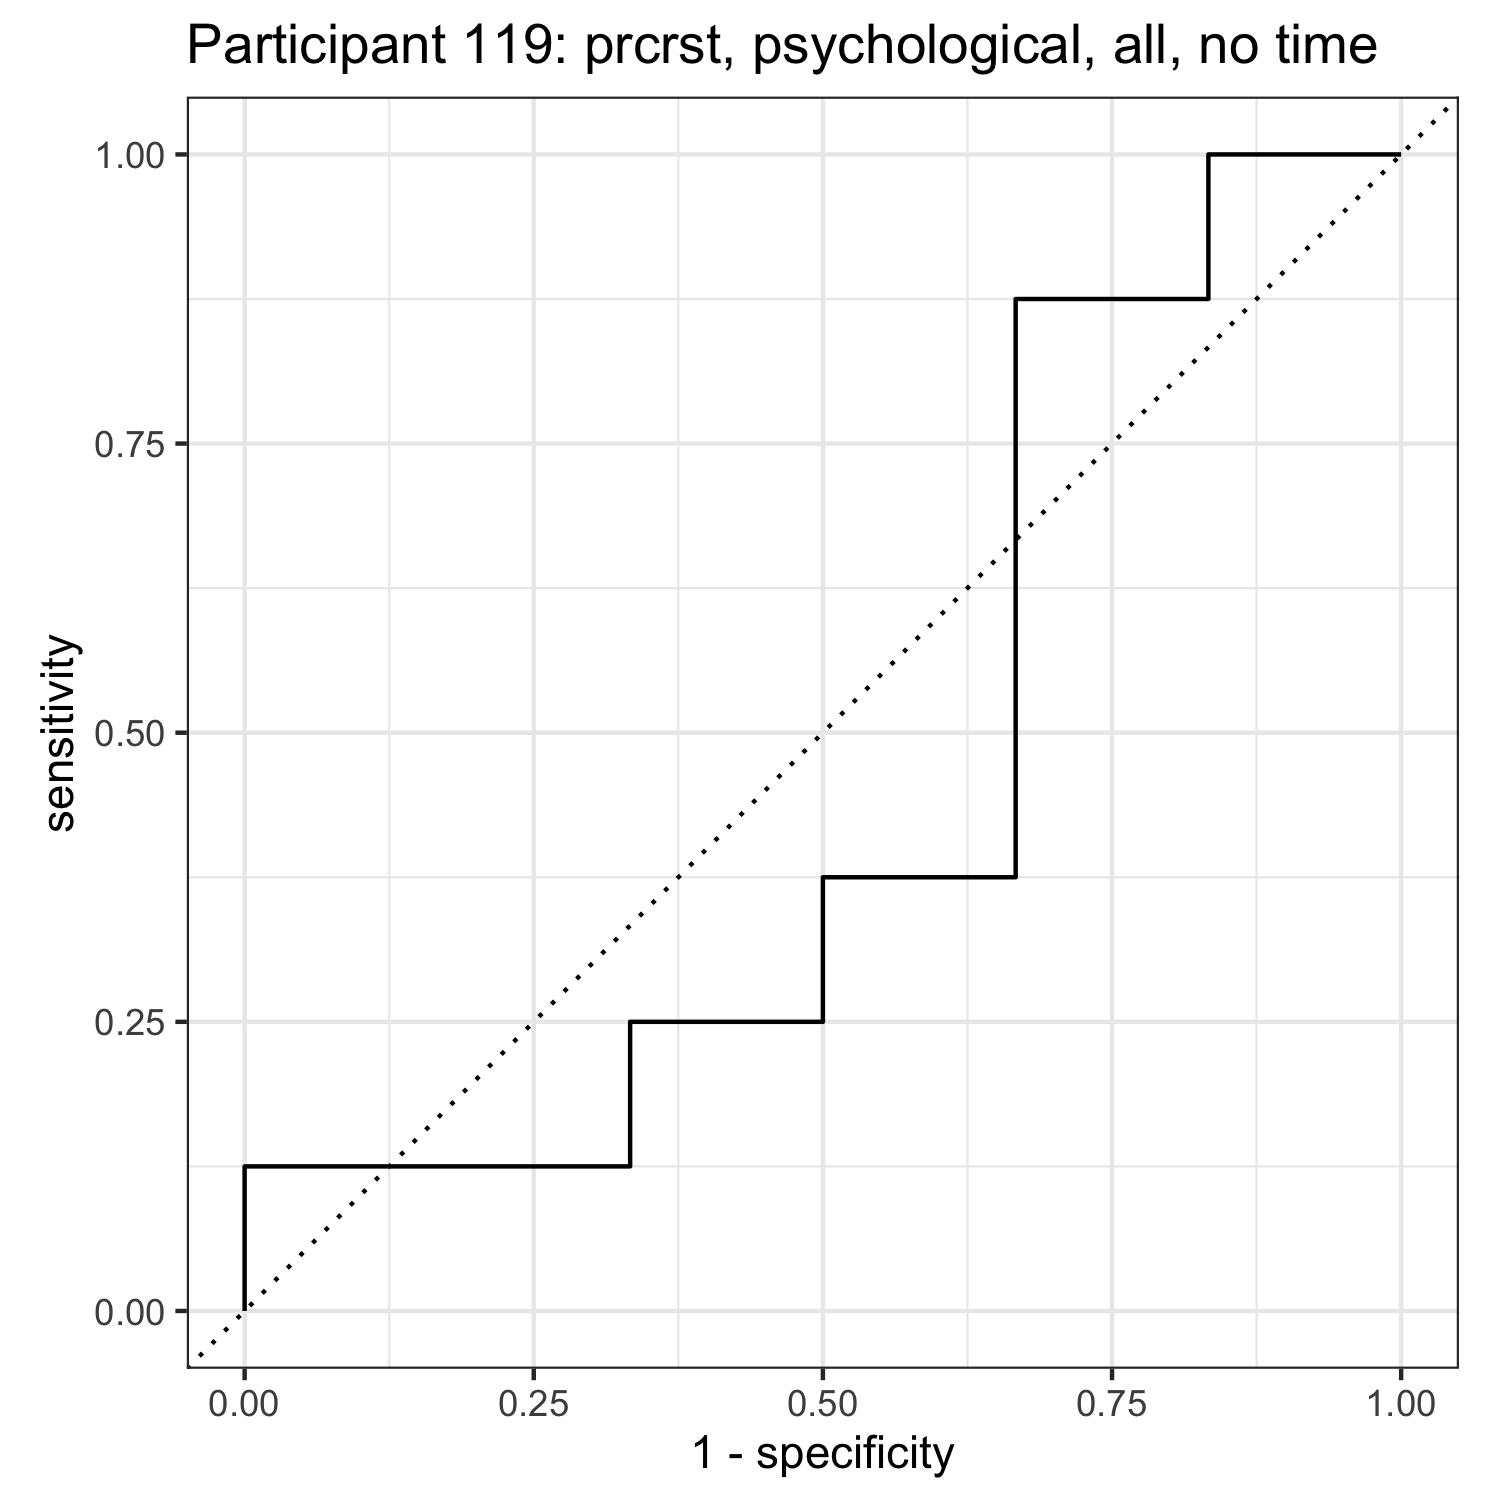 Participant 119: prcrst, psychological, all, no time
sensitivity
1.00
0.75
0.50
0.25
0.00
0.00 0.25 0.50 0.75 1.00
1 - specificity